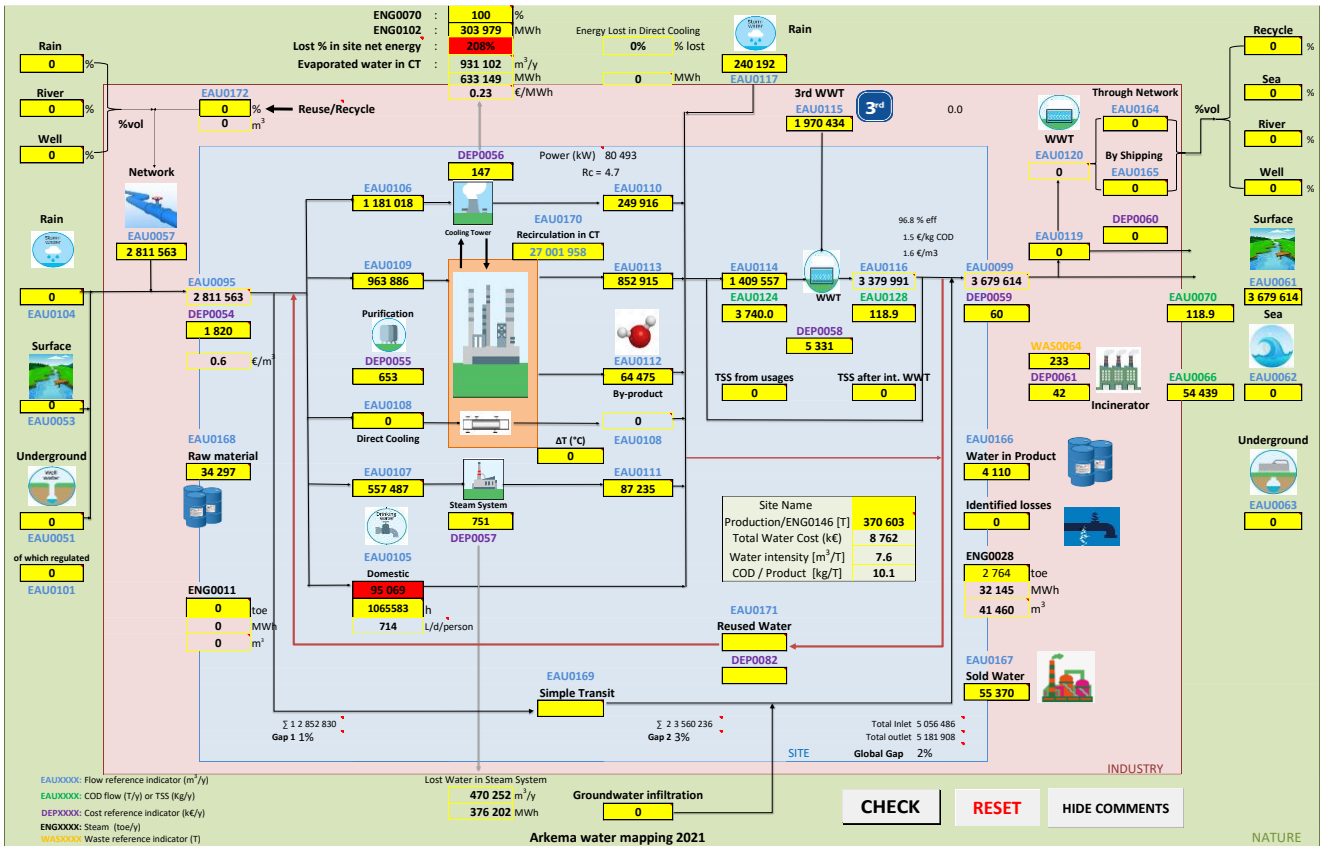 ENG0070 : 100 %
ENG0102 : 303 979 MWh
Lost % in site net energy : 208%
Evaporated water in CT : 931 102 m³/y
633 149 MWh
0.23 €/MWh
Energy Lost in Direct Cooling
0% % lost
0 MWh
Storm water
Rain
240 192
EAU0117
Rain
0 %
River
0 %
Well
0 %
%vol
EAU0172
0 %
0 m³
Reuse/Recycle
Network
EAU0057
2 811 563
Rain
Storm water
0
EAU0104
Surface
0
EAU0053
Underground
Well water
0
EAU0051
of which regulated
0
EAU0101
EAU0095
2 811 563
DEP0054
1 820
0.6 €/m³
EAU0168
Raw material
34 297
ENG0011
0 toe
0 MWh
0 m³
DEP0056
147
Power (kW) 80 493
Rc = 4.7
EAU0106
1 181 018
Cooling Tower
EAU0110
249 916
EAU0170
Recirculation in CT
27 001 958
EAU0109
963 886
EAU0113
852 915
Purification
DEP0055
653
EAU0112
64 475
By-product
EAU0108
0
Direct Cooling
0
EAU0108
ΔT (°C)
0
EAU0107
557 487
Steam System
751
DEP0057
EAU0111
87 235
Drinking water
EAU0105
Domestic
95 069
1065583 h
714 L/d/person
3rd WWT
EAU0115
1 970 434
3rd
0.0
EAU0114
1 409 557
EAU0124
3 740.0
WWT
96.8 % eff
1.5 €/kg COD
1.6 €/m3
EAU0116
3 379 991
EAU0128
118.9
DEP0058
5 331
TSS from usages
0
TSS after int. WWT
0
EAU0099
3 679 614
DEP0059
60
WWT
EAU0120
0
Through Network
EAU0164
0
By Shipping
EAU0165
0
%vol
EAU0119
0
DEP0060
0
Recycle
0 %
Sea
0 %
River
0 %
Well
0 %
Surface
EAU0061
3 679 614
EAU0070
118.9
Sea
EAU0062
0
WAS0064
233
DEP0061
42
Incinerator
EAU0066
54 439
Underground
EAU0063
0
EAU0166
Water in Product
4 110
Identified losses
0
ENG0028
2 764 toe
32 145 MWh
41 460 m³
EAU0167
Sold Water
55 370
Site Name
Production/ENG0146 [T] 370 603
Total Water Cost (k€) 8 762
Water intensity [m³/T] 7.6
COD / Product [kg/T] 10.1
EAU0171
Reused Water
DEP0082
EAU0169
Simple Transit
∑ 1 2 852 830
Gap 1 1%
∑ 2 3 560 236
Gap 2 3%
Total Inlet 5 056 486
Total outlet 5 181 908
Global Gap 2%
SITE
INDUSTRY
EAUXXXX: Flow reference indicator (m³/y)
EAUXXXX: COD flow (T/y) or TSS (Kg/y)
DEPXXXX: Cost reference indicator (k€/y)
ENGXXXX: Steam (toe/y)
WASXXXX Waste reference indicator (T)
Lost Water in Steam System
470 252 m³/y
376 202 MWh
Groundwater infiltration
0
CHECK
RESET
HIDE COMMENTS
Arkema water mapping 2021
NATURE